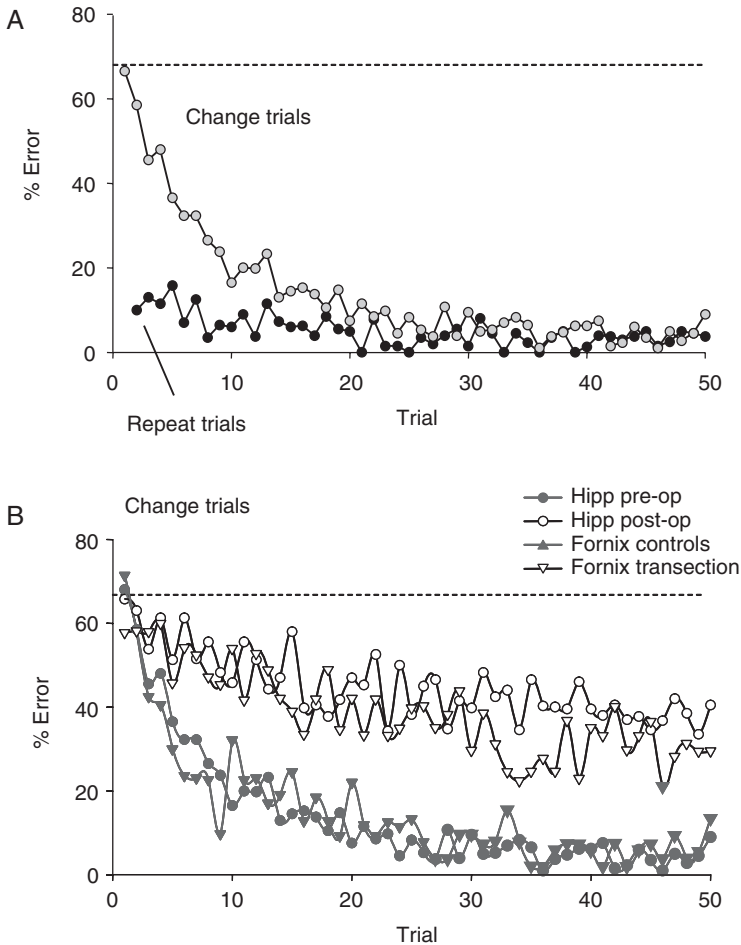 A
80
60
40
20
0
% Error
Change trials
Repeat trials
0 10 20 30 40 50
Trial
B
Change trials
Hipp pre-op
Hipp post-op
Fornix controls
Fornix transection
80
60
40
20
0
% Error
0 10 20 30 40 50
Trial